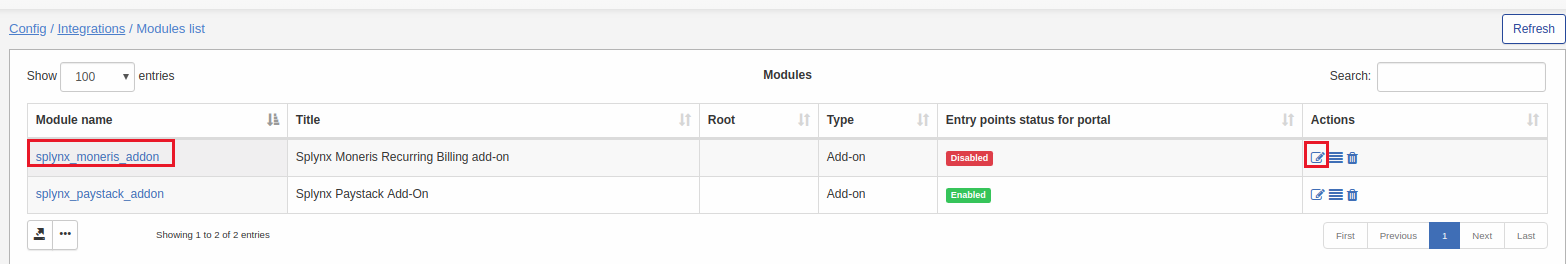 Config / Integrations / Modules list
Refresh
Show 100 entries
Modules
Search:
Module name Title Root Type Entry points status for portal Actions
splynx_moneris_addon Splynx Moneris Recurring Billing add-on Add-on Disabled
splynx_paystack_addon Splynx Paystack Add-On Add-on Enabled
Showing 1 to 2 of 2 entries
First Previous 1 Next Last